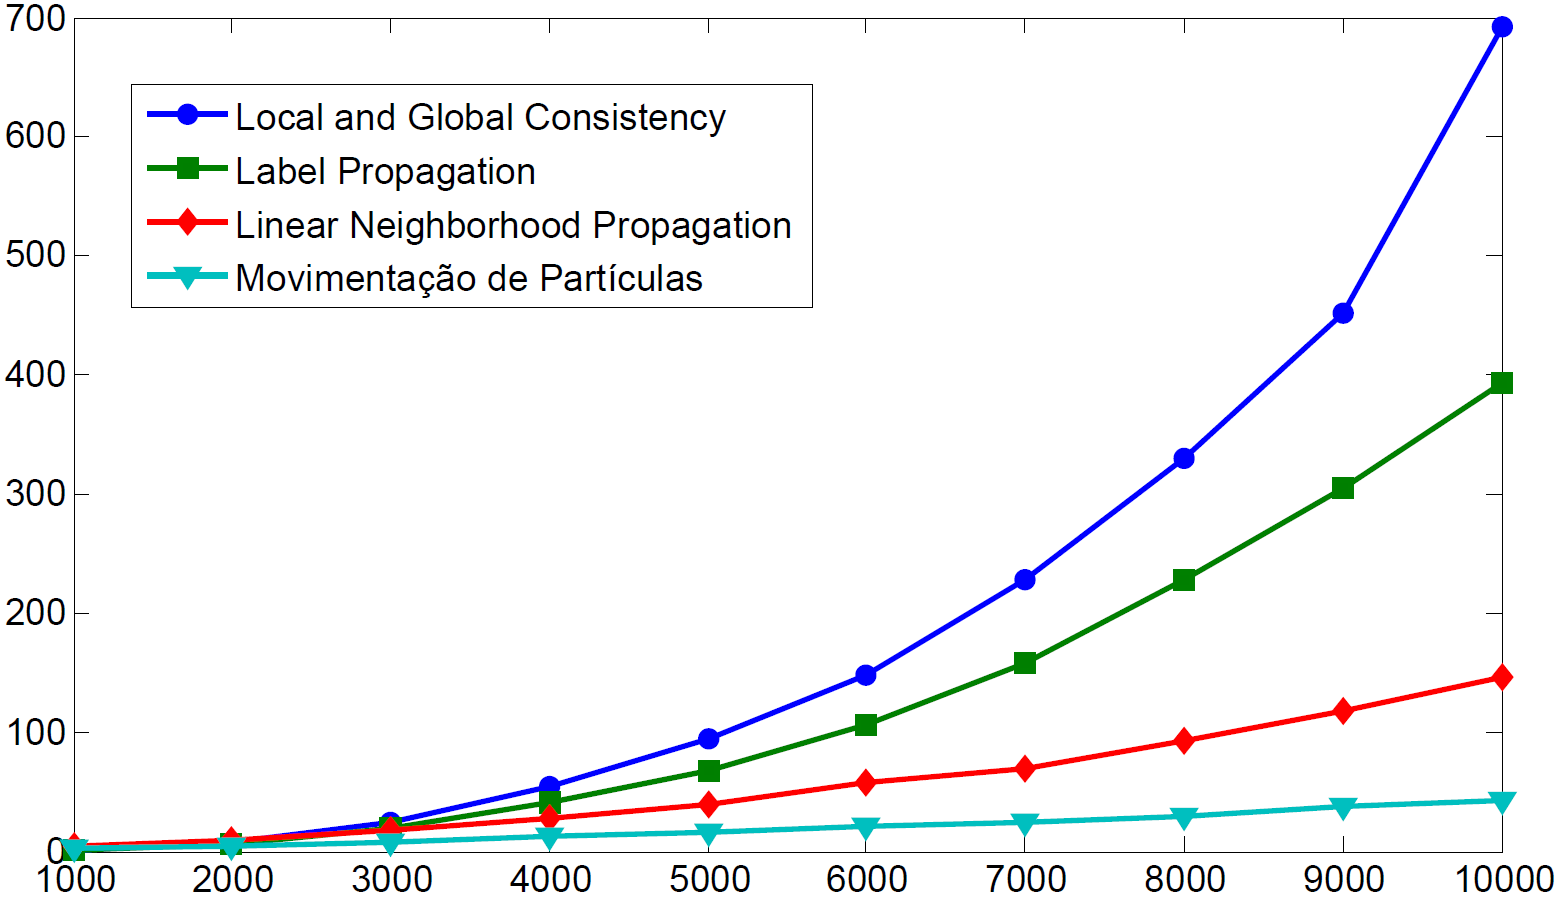 700
600
500
400
300
200
100
0
Local and Global Consistency
Label Propagation
Linear Neighborhood Propagation
Movimentação de Partículas
1000 2000 3000 4000 5000 6000 7000 8000 9000 10000